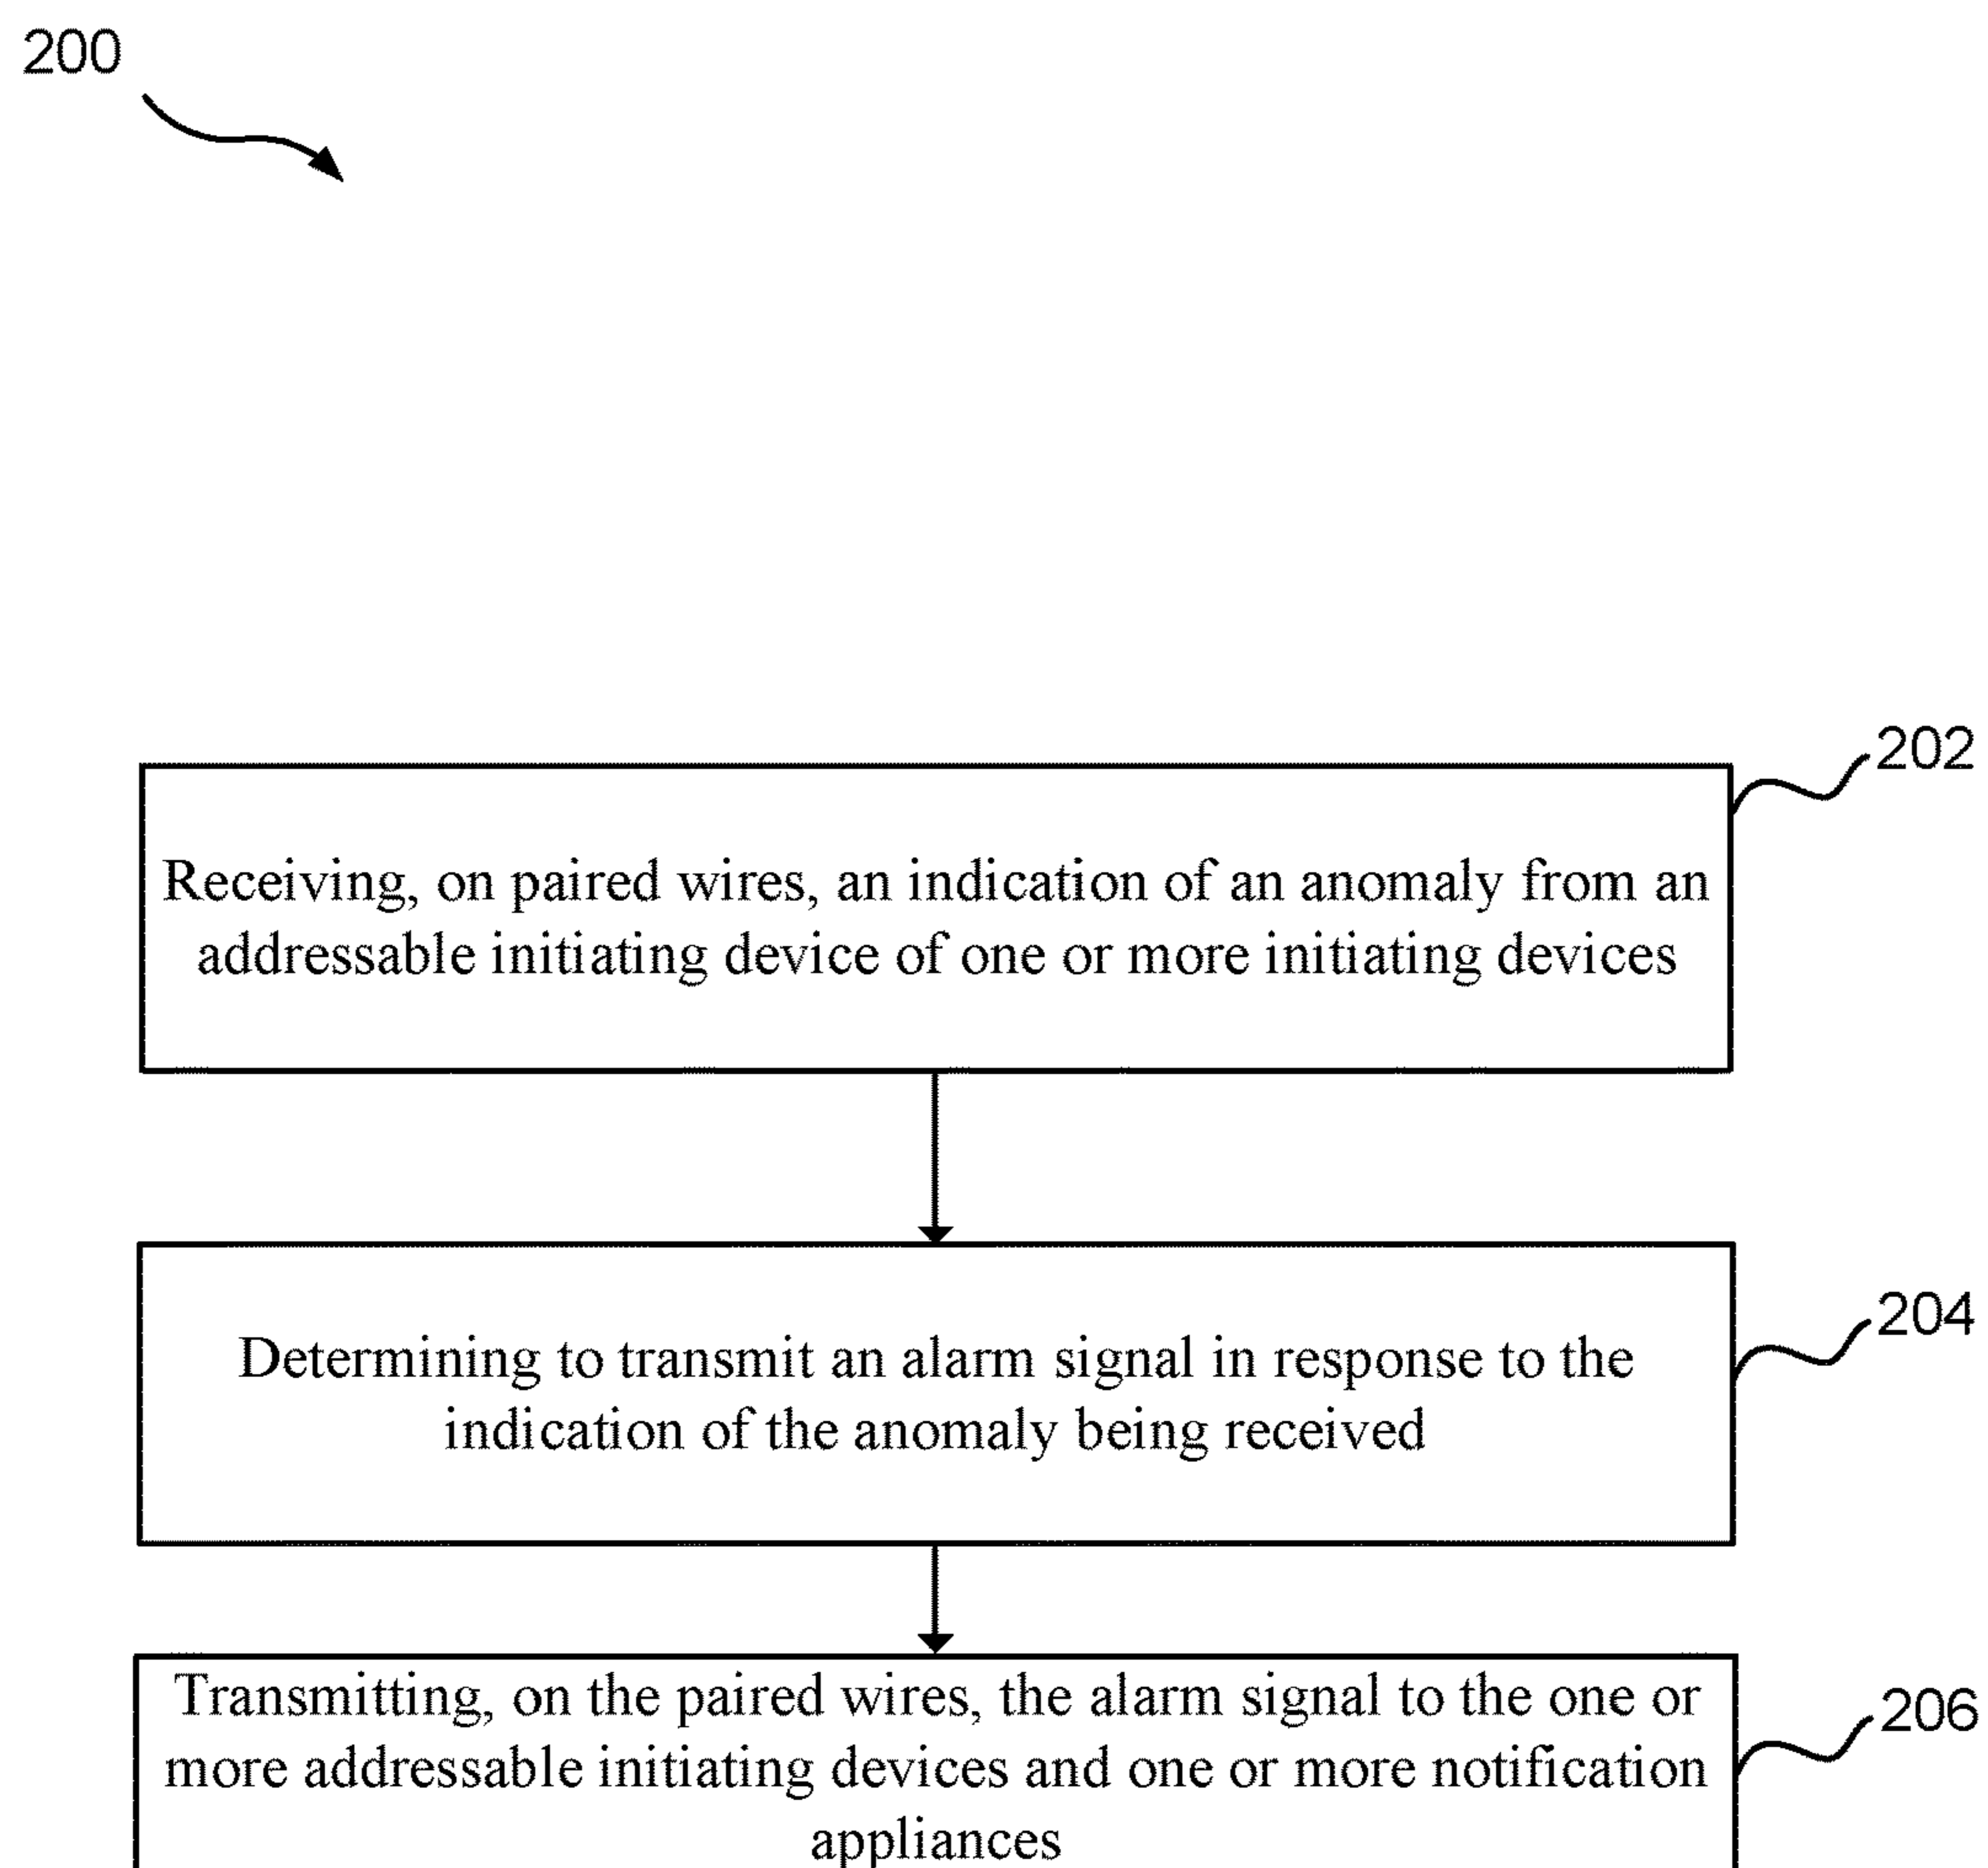 200
202
Receiving, on paired wires, an indication of an anomaly from an
addressable initiating device of one or more initiating devices
204
Determining to transmit an alarm signal in response to the
indication of the anomaly being received
206
Transmitting, on the paired wires, the alarm signal to the one or
more addressable initiating devices and one or more notification
appliances